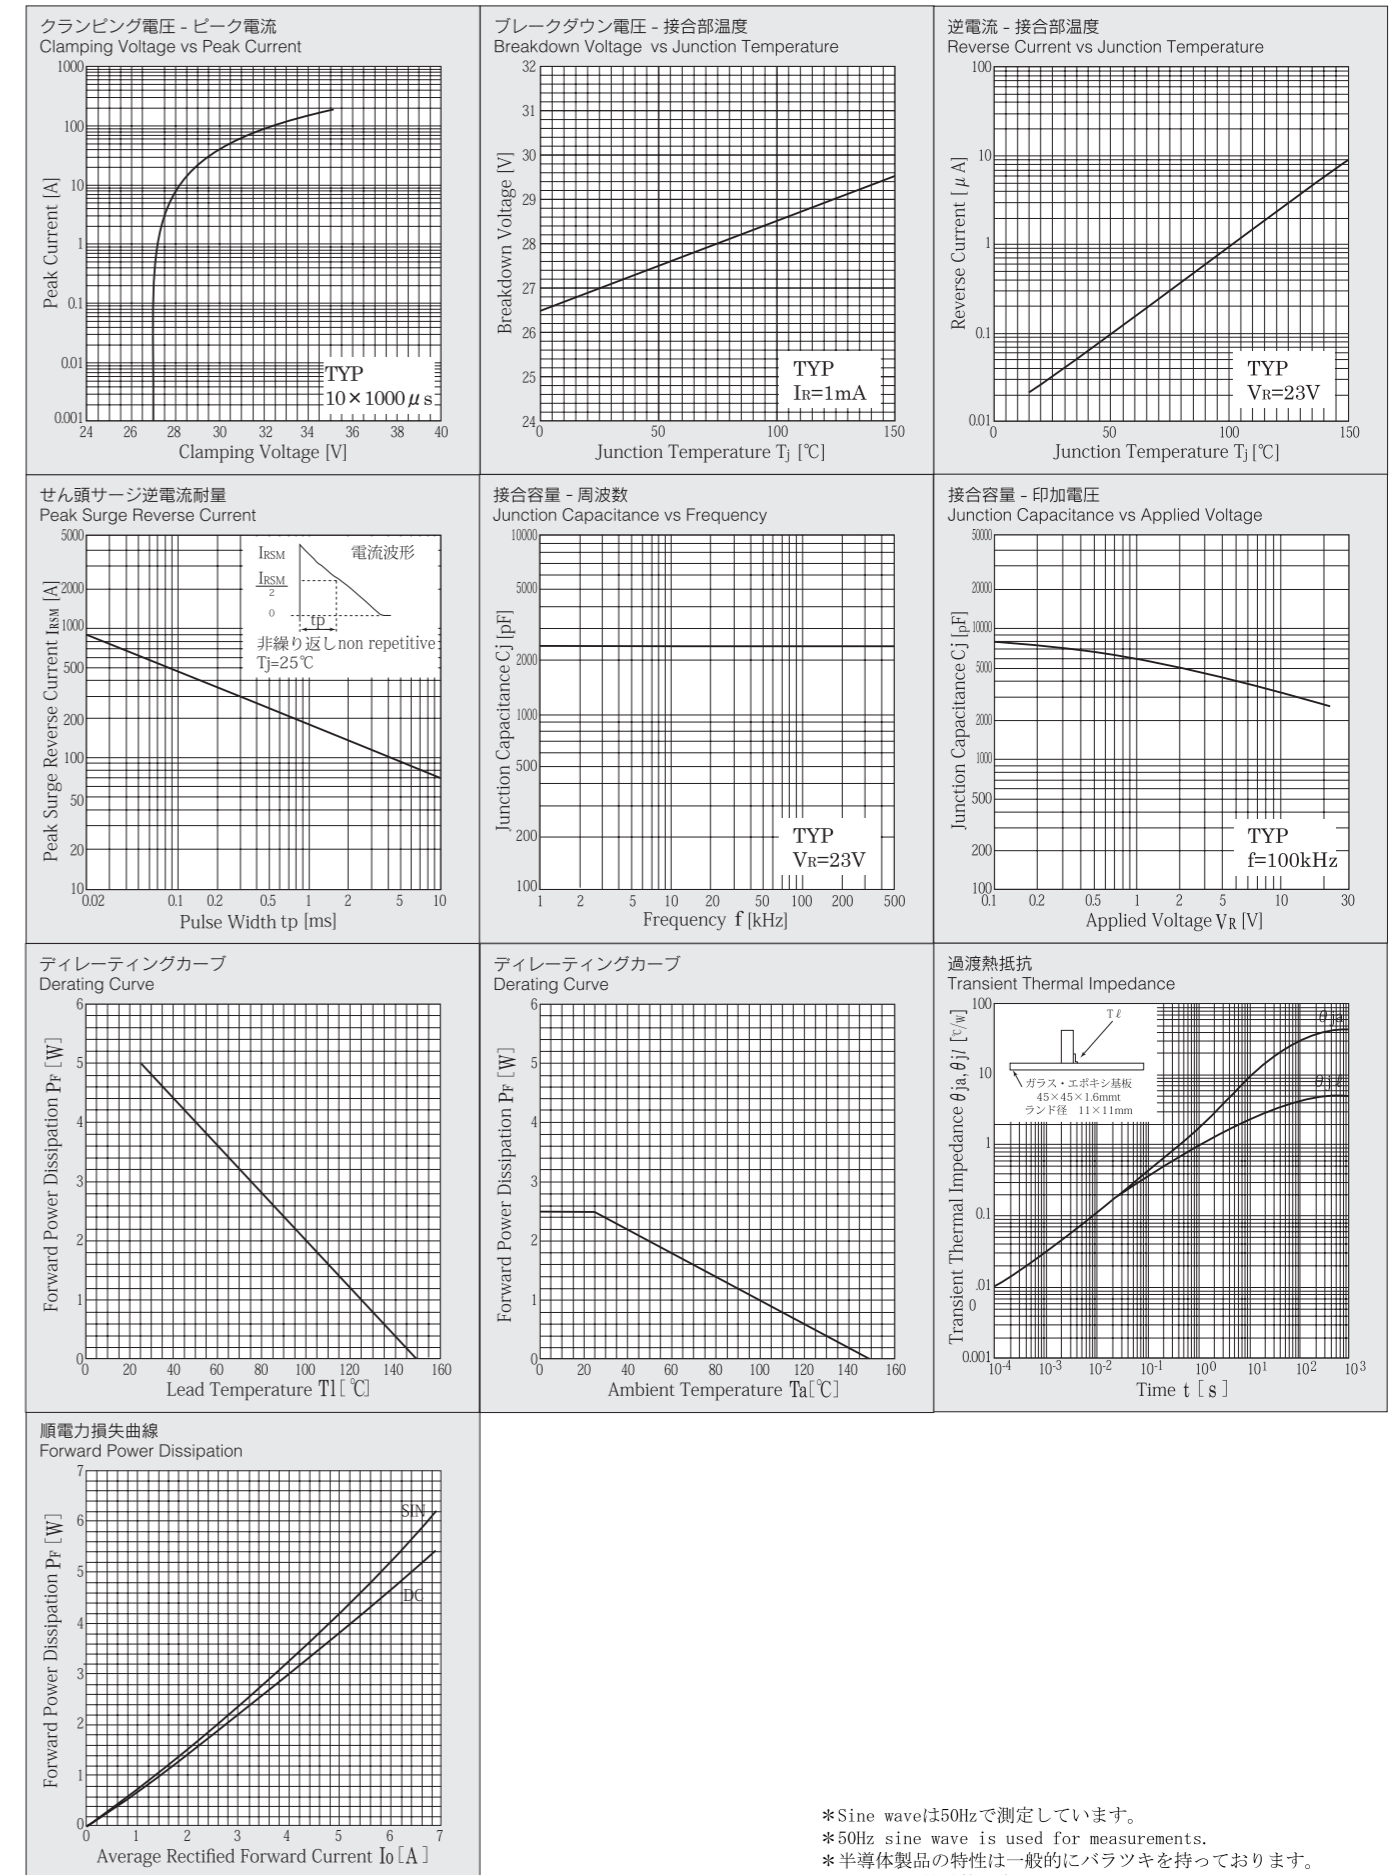 クランピング電圧 - ピーク電流
Clamping Voltage vs Peak Current
1000
100
10
1
0.1
0.01
0.001
Peak Current [A]
TYP
10×1000μs
24 26 28 30 32 34 36 38 40
Clamping Voltage [V]
ブレークダウン電圧 - 接合部温度
Breakdown Voltage vs Junction Temperature
32
31
30
29
28
27
26
25
24
Breakdown Voltage [V]
TYP
IR=1mA
0 50 100 150
Junction Temperature Tj [℃]
逆電流 - 接合部温度
Reverse Current vs Junction Temperature
100
10
1
0.1
0.01
Reverse Current [μA]
TYP
VR=23V
0 50 100 150
Junction Temperature Tj [℃]
せん頭サージ逆電流耐量
Peak Surge Reverse Current
5000
2000
1000
500
200
100
50
20
10
Peak Surge Reverse Current IRSM [A]
IRSM
電流波形
IRSM
2
0
tp
非繰り返しnon repetitive
Tj=25℃
0.02 0.1 0.2 0.5 1 2 5 10
Pulse Width tp [ms]
接合容量 - 周波数
Junction Capacitance vs Frequency
10000
5000
2000
1000
500
200
100
Junction Capacitance Cj [pF]
TYP
VR=23V
1 2 5 10 20 50 100 200 500
Frequency f [kHz]
接合容量 - 印加電圧
Junction Capacitance vs Applied Voltage
50000
20000
10000
5000
2000
1000
500
200
100
Junction Capacitance Cj [pF]
TYP
f=100kHz
0.1 0.2 0.5 1 2 5 10 30
Applied Voltage VR [V]
ディレーティングカーブ
Derating Curve
6
5
4
3
2
1
0
Forward Power Dissipation PF [W]
0 20 40 60 80 100 120 140 160
Lead Temperature Tl [℃]
ディレーティングカーブ
Derating Curve
6
5
4
3
2
1
0
Forward Power Dissipation PF [W]
0 20 40 60 80 100 120 140 160
Ambient Temperature Ta[℃]
過渡熱抵抗
Transient Thermal Impedance
100
10
1
0.1
.01
0
0.001
Transient Thermal Impedance θja,θjl [℃/w]
Tℓ
ガラス・エポキシ基板
45×45×1.6mmt
ランド径 11×11mm
θja
θjℓ
10-4 10-3 10-2 10-1 100 101 102 103
Time t [s]
順電力損失曲線
Forward Power Dissipation
7
6
5
4
3
2
1
0
Forward Power Dissipation PF [W]
SIN
DC
0 1 2 3 4 5 6 7
Average Rectified Forward Current Io [A]
＊Sine waveは50Hzで測定しています。
＊50Hz sine wave is used for measurements.
＊半導体製品の特性は一般的にバラツキを持っております。